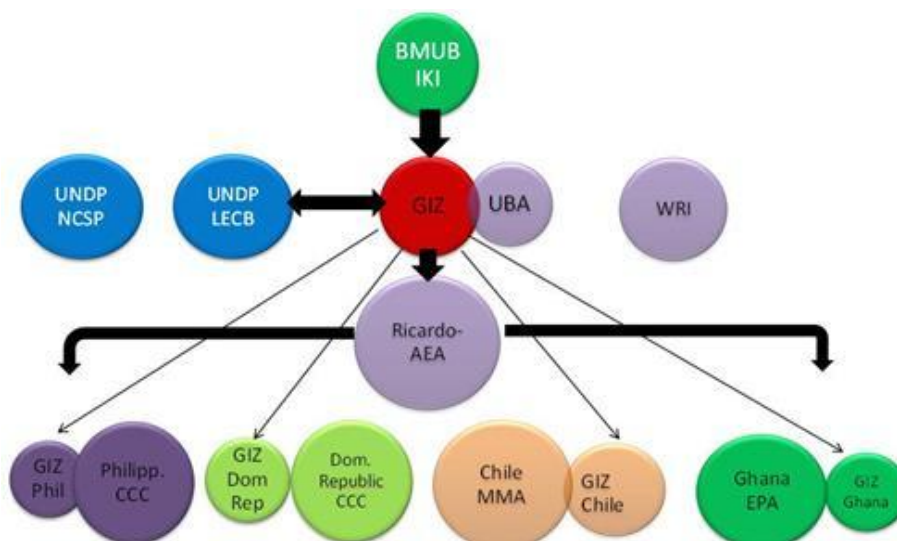 BMUB
IKI
UNDP
NCSP
UNDP
LECB
GIZ
UBA
WRI
Ricardo-
AEA
GIZ
Phil
Philipp.
CCC
GIZ
Dom
Rep
Dom.
Republic
CCC
Chile
MMA
GIZ
Chile
Ghana
EPA
GIZ
Ghana